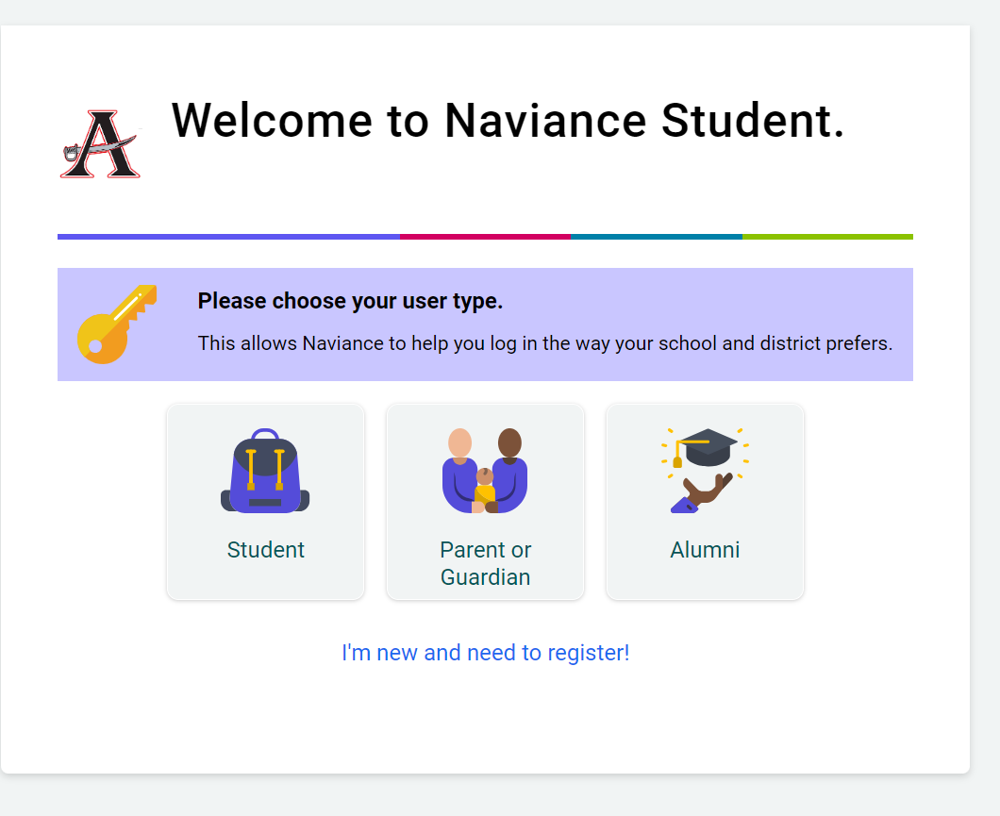 A
Welcome to Naviance Student.
Please choose your user type.
This allows Naviance to help you log in the way your school and district prefers.
Student
Parent or
Guardian
Alumni
I'm new and need to register!